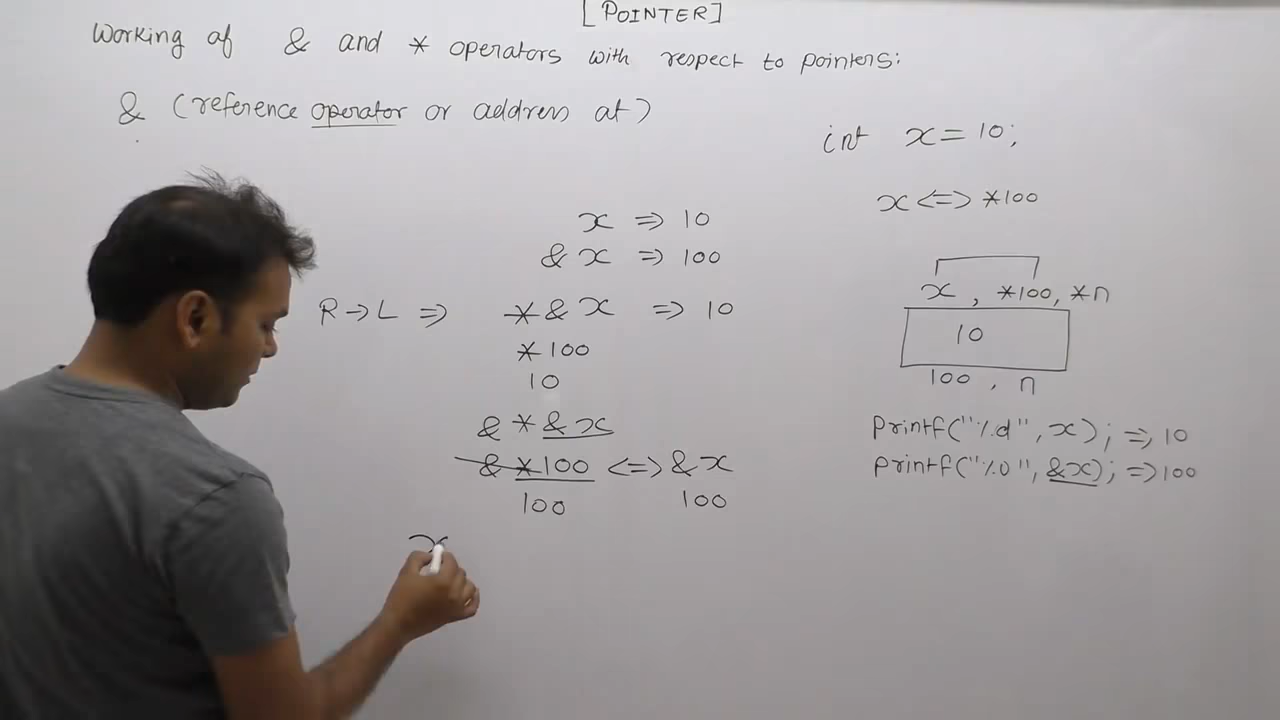 [POINTER]
Working of & and * operators with respect to pointers:
& (reference operator or address at)
int x = 10;
x <=> *100
x => 10
& x => 100
R -> L => *& x => 10
*100
10
& * & x
& *100 <=> & x
100 100
x
x , *100, *n
10
100 , n
printf("%d", x); => 10
printf("%u", &x); => 100